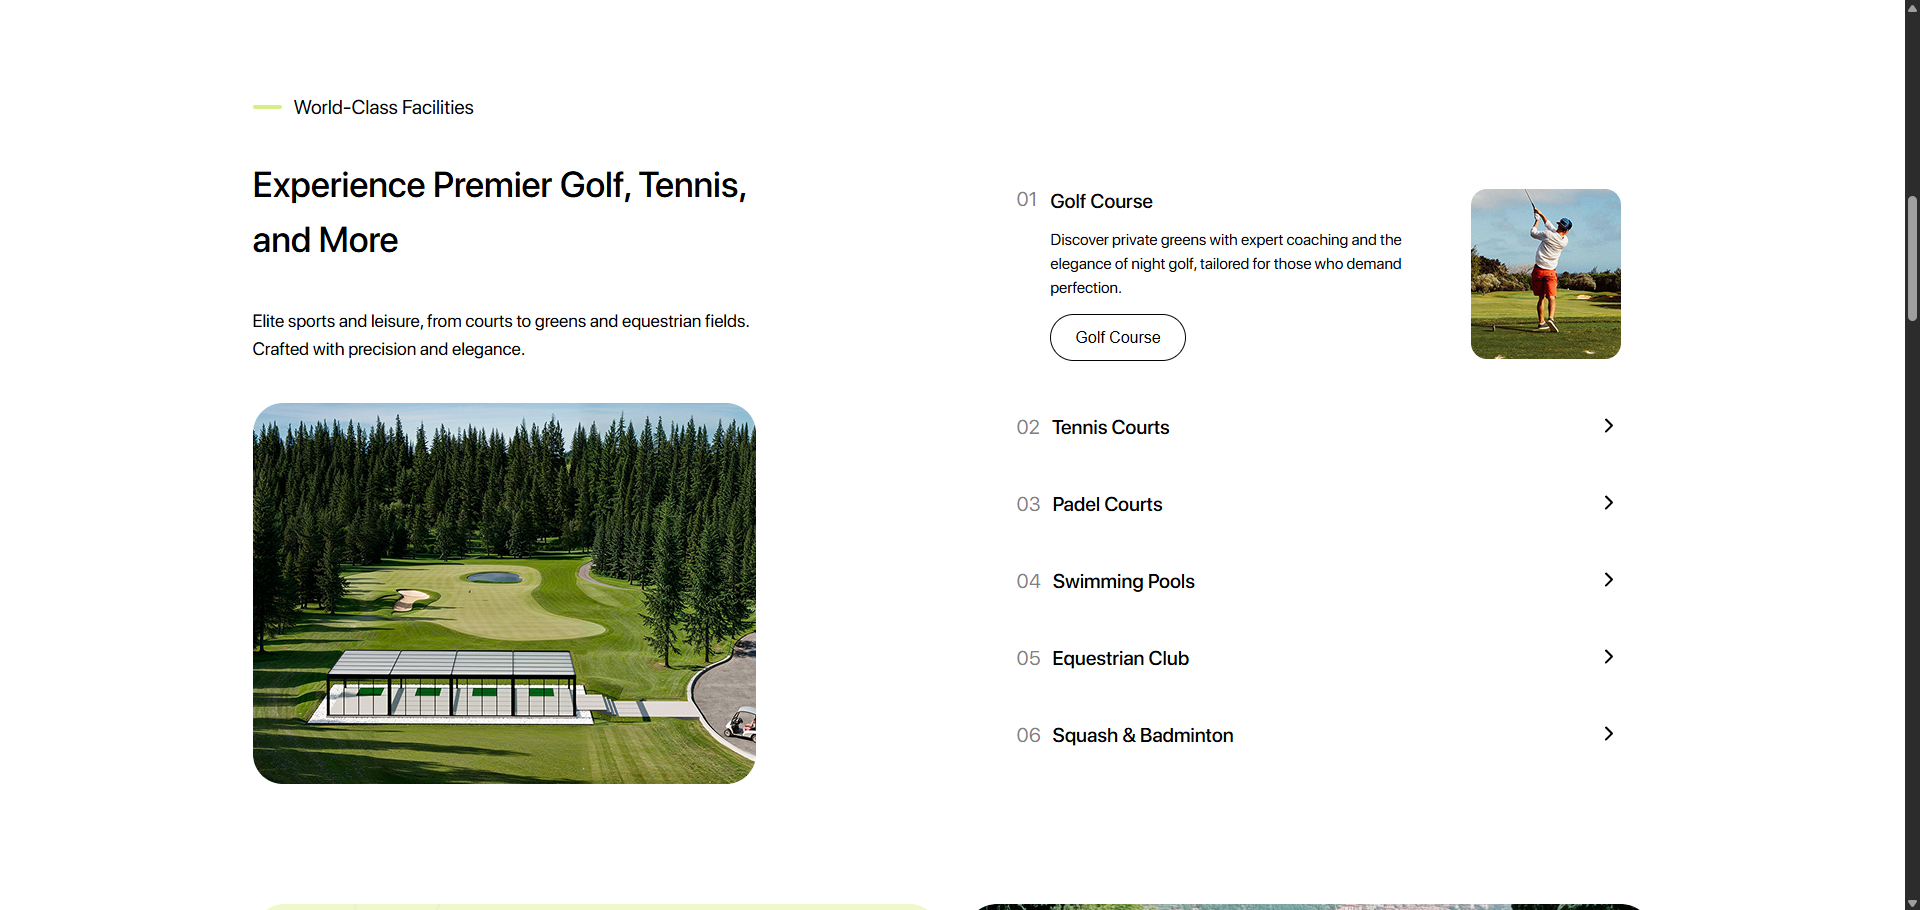 World-Class Facilities
Experience Premier Golf, Tennis,
and More
Elite sports and leisure, from courts to greens and equestrian fields.
Crafted with precision and elegance.
01 Golf Course
Discover private greens with expert coaching and the
elegance of night golf, tailored for those who demand
perfection.
Golf Course
02 Tennis Courts
03 Padel Courts
04 Swimming Pools
05 Equestrian Club
06 Squash & Badminton